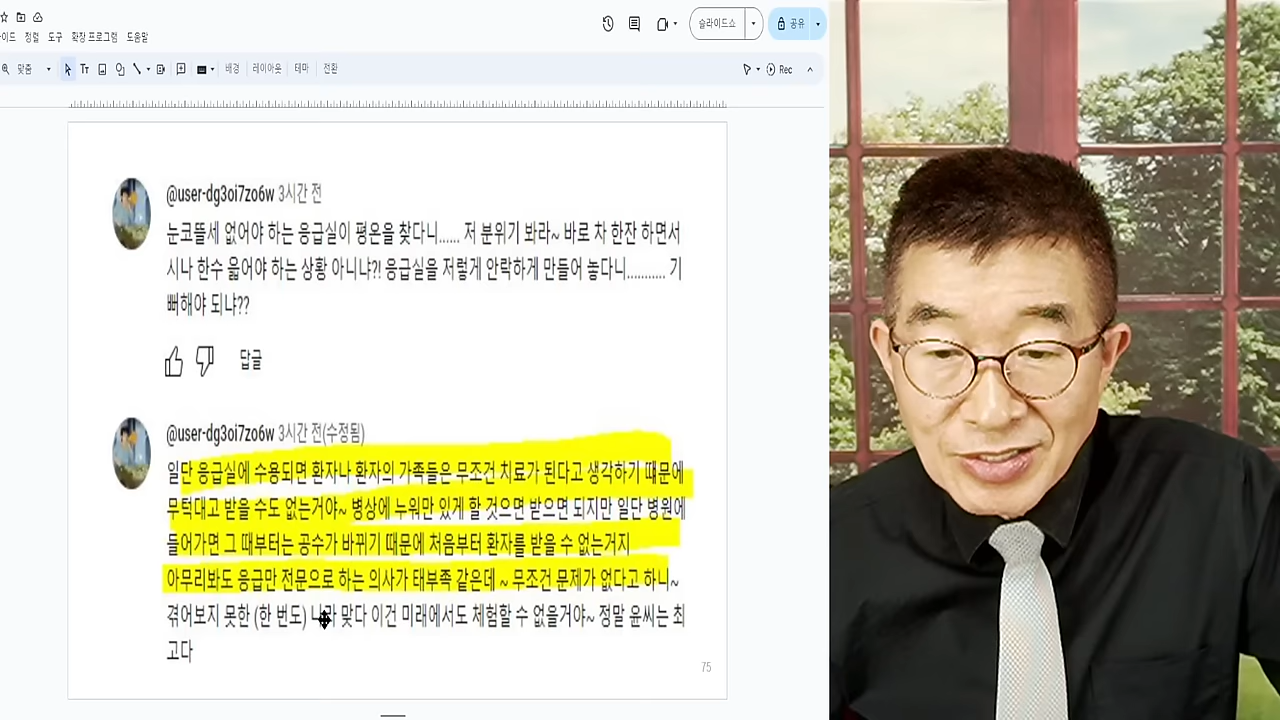 이드 정렬 도구 확장 프로그램 도움말
슬라이드쇼
공유
맞춤
배경 레이아웃 테마 전환
Rec
@user-dg3oi7zo6w 3시간 전
눈코뜰세 없어야 하는 응급실이 평온을 찾다니...... 저 분위기 봐라~ 바로 차 한잔 하면서
시나 한수 읇어야 하는 상황 아니냐?! 응급실을 저렇게 안락하게 만들어 놓다니........... 기
뻐해야 되냐??
답글
@user-dg3oi7zo6w 3시간 전(수정됨)
일단 응급실에 수용되면 환자나 환자의 가족들은 무조건 치료가 된다고 생각하기 때문에
무턱대고 받을 수도 없는거야~ 병상에 누워만 있게 할 것으면 받으면 되지만 일단 병원에
들어가면 그 때부터는 공수가 바뀌기 때문에 처음부터 환자를 받을 수 없는거지
아무리봐도 응급만 전문으로 하는 의사가 태부족 같은데 ~ 무조건 문제가 없다고 하니~
겪어보지 못한 (한 번도) 맞다 이건 미래에서도 체험할 수 없을거야~ 정말 윤씨는 최
고다
75